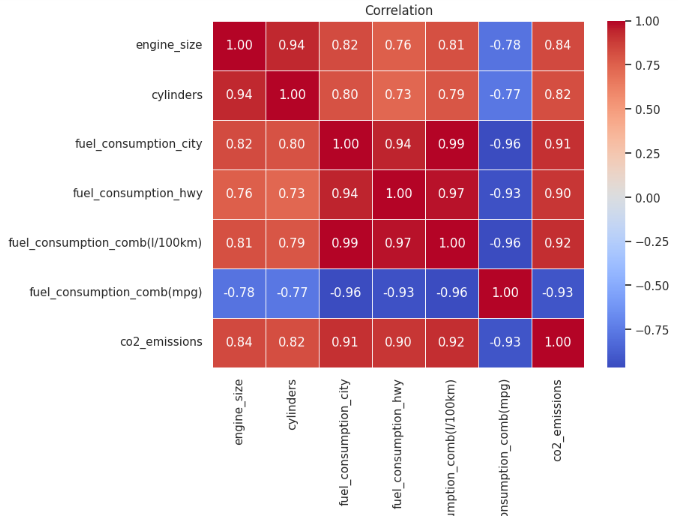 Correlation
engine_size 1.00 0.94 0.82 0.76 0.81 -0.78 0.84
cylinders 0.94 1.00 0.80 0.73 0.79 -0.77 0.82
fuel_consumption_city 0.82 0.80 1.00 0.94 0.99 -0.96 0.91
fuel_consumption_hwy 0.76 0.73 0.94 1.00 0.97 -0.93 0.90
fuel_consumption_comb(l/100km) 0.81 0.79 0.99 0.97 1.00 -0.96 0.92
fuel_consumption_comb(mpg) -0.78 -0.77 -0.96 -0.93 -0.96 1.00 -0.93
co2_emissions 0.84 0.82 0.91 0.90 0.92 -0.93 1.00
engine_size
cylinders
fuel_consumption_city
fuel_consumption_hwy
umption_comb(l/100km)
onsumption_comb(mpg)
co2_emissions
1.00
0.75
0.50
0.25
0.00
−0.25
−0.50
−0.75